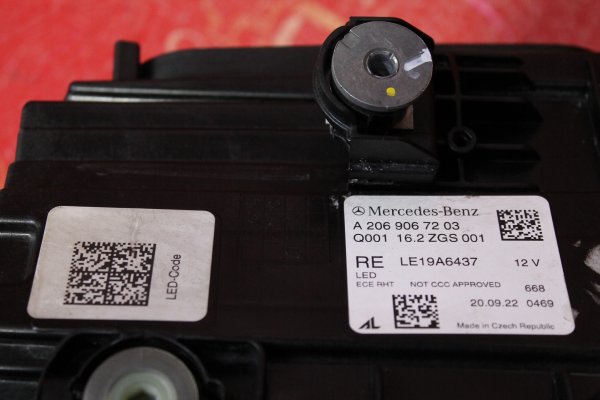 Mercedes-Benz
A 206 906 72 03
Q001 16.2 ZGS 001
RE LE19A6437 12 V
LED
ECE RHT NOT CCC APPROVED 668
20.09.22 0469
AL Made in Czech Republic
LED-Code